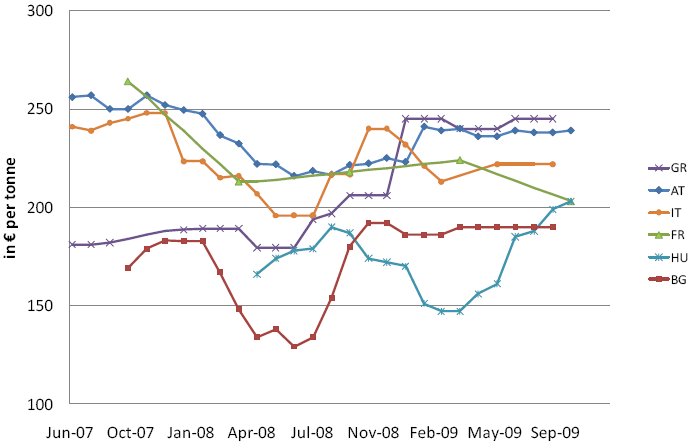 300
250
200
150
100
in € per tonne
Jun-07 Oct-07 Jan-08 Apr-08 Jul-08 Nov-08 Feb-09 May-09 Sep-09
GR
AT
IT
FR
HU
BG